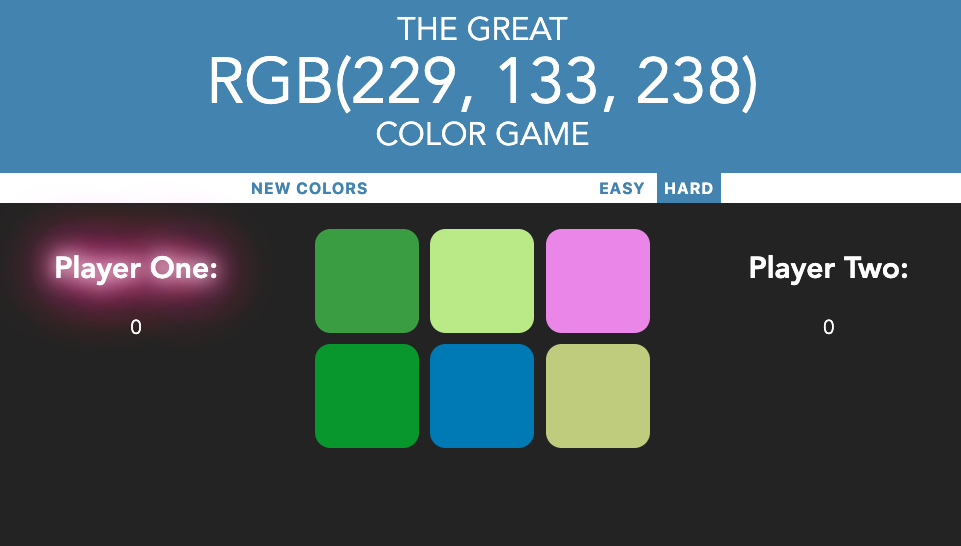 THE GREAT
RGB(229, 133, 238)
COLOR GAME
NEW COLORS EASY HARD
Player One: Player Two:
0 0